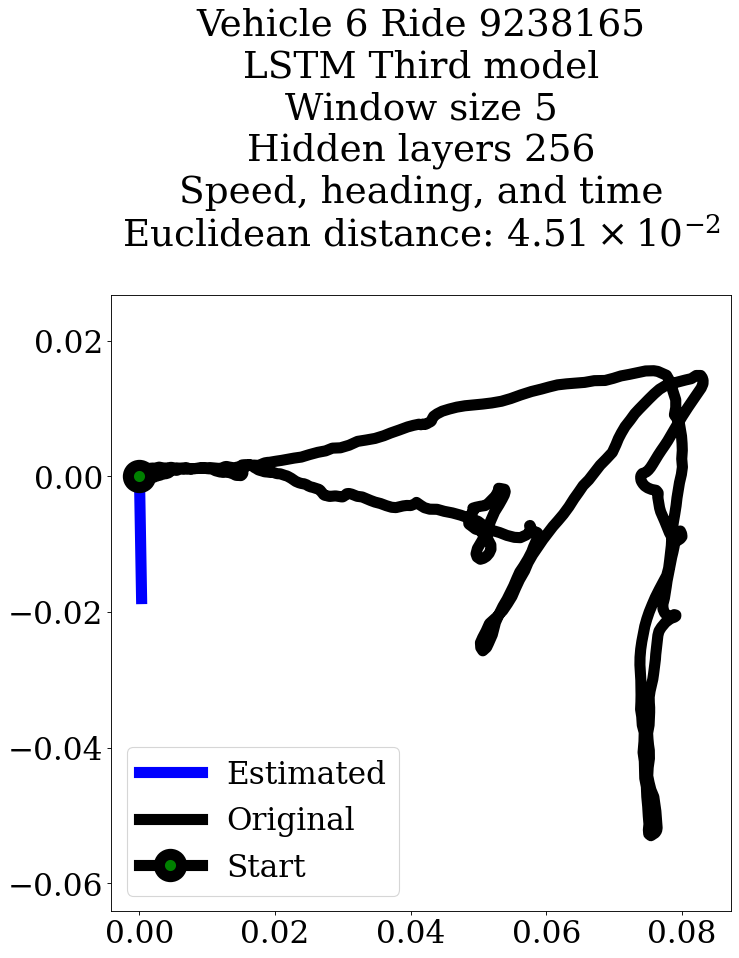 Vehicle 6 Ride 9238165
LSTM Third model
Window size 5
Hidden layers 256
Speed, heading, and time
Euclidean distance: 4.51 × 10⁻²
0.02
0.00
−0.02
−0.04
−0.06
Estimated
Original
Start
0.00 0.02 0.04 0.06 0.08